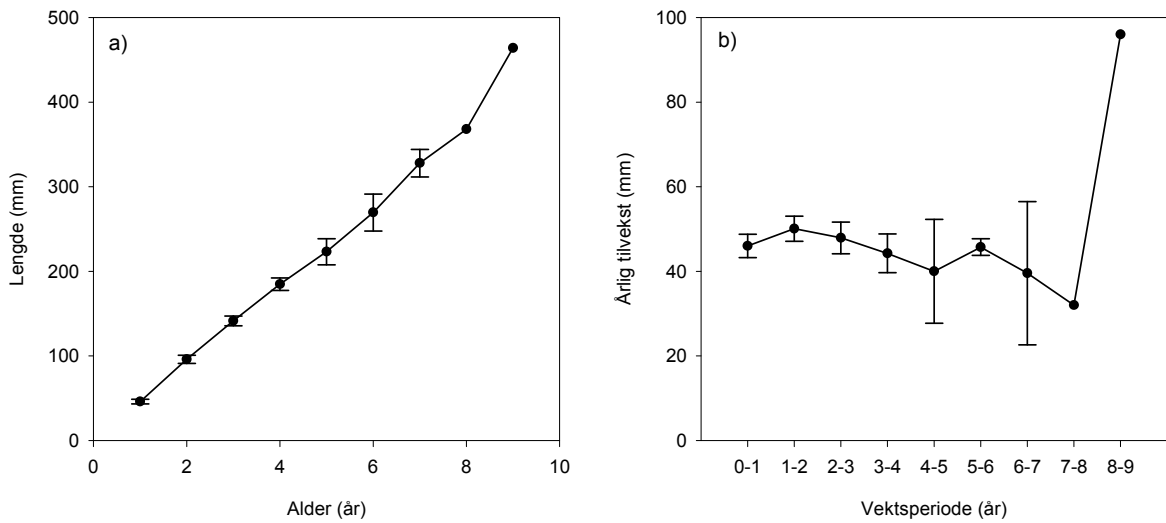 a)
500
400
300
200
100
0
Lengde (mm)
0 2 4 6 8 10
Alder (år)
b)
100
80
60
40
20
0
Årlig tilvekst (mm)
0-1 1-2 2-3 3-4 4-5 5-6 6-7 7-8 8-9
Vektsperiode (år)